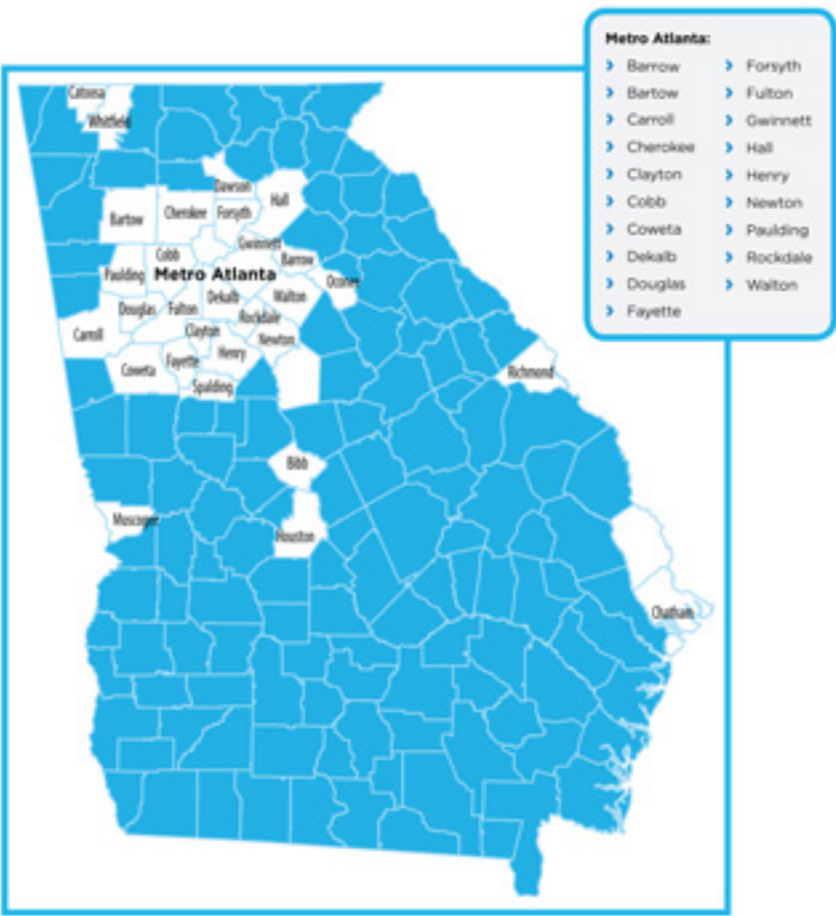 Metro Atlanta:
Barrow
Bartow
Carroll
Cherokee
Clayton
Cobb
Coweta
Dekalb
Douglas
Fayette
Forsyth
Fulton
Gwinnett
Hall
Henry
Newton
Paulding
Rockdale
Walton
Catoosa
Whitfield
Dawson
Hall
Bartow
Cherokee
Forsyth
Gwinnett
Cobb
Barrow
Paulding
Metro Atlanta
Oconee
Dekalb
Walton
Douglas
Fulton
Rockdale
Carroll
Clayton
Newton
Henry
Fayette
Coweta
Spalding
Richmond
Bibb
Muscogee
Houston
Chatham